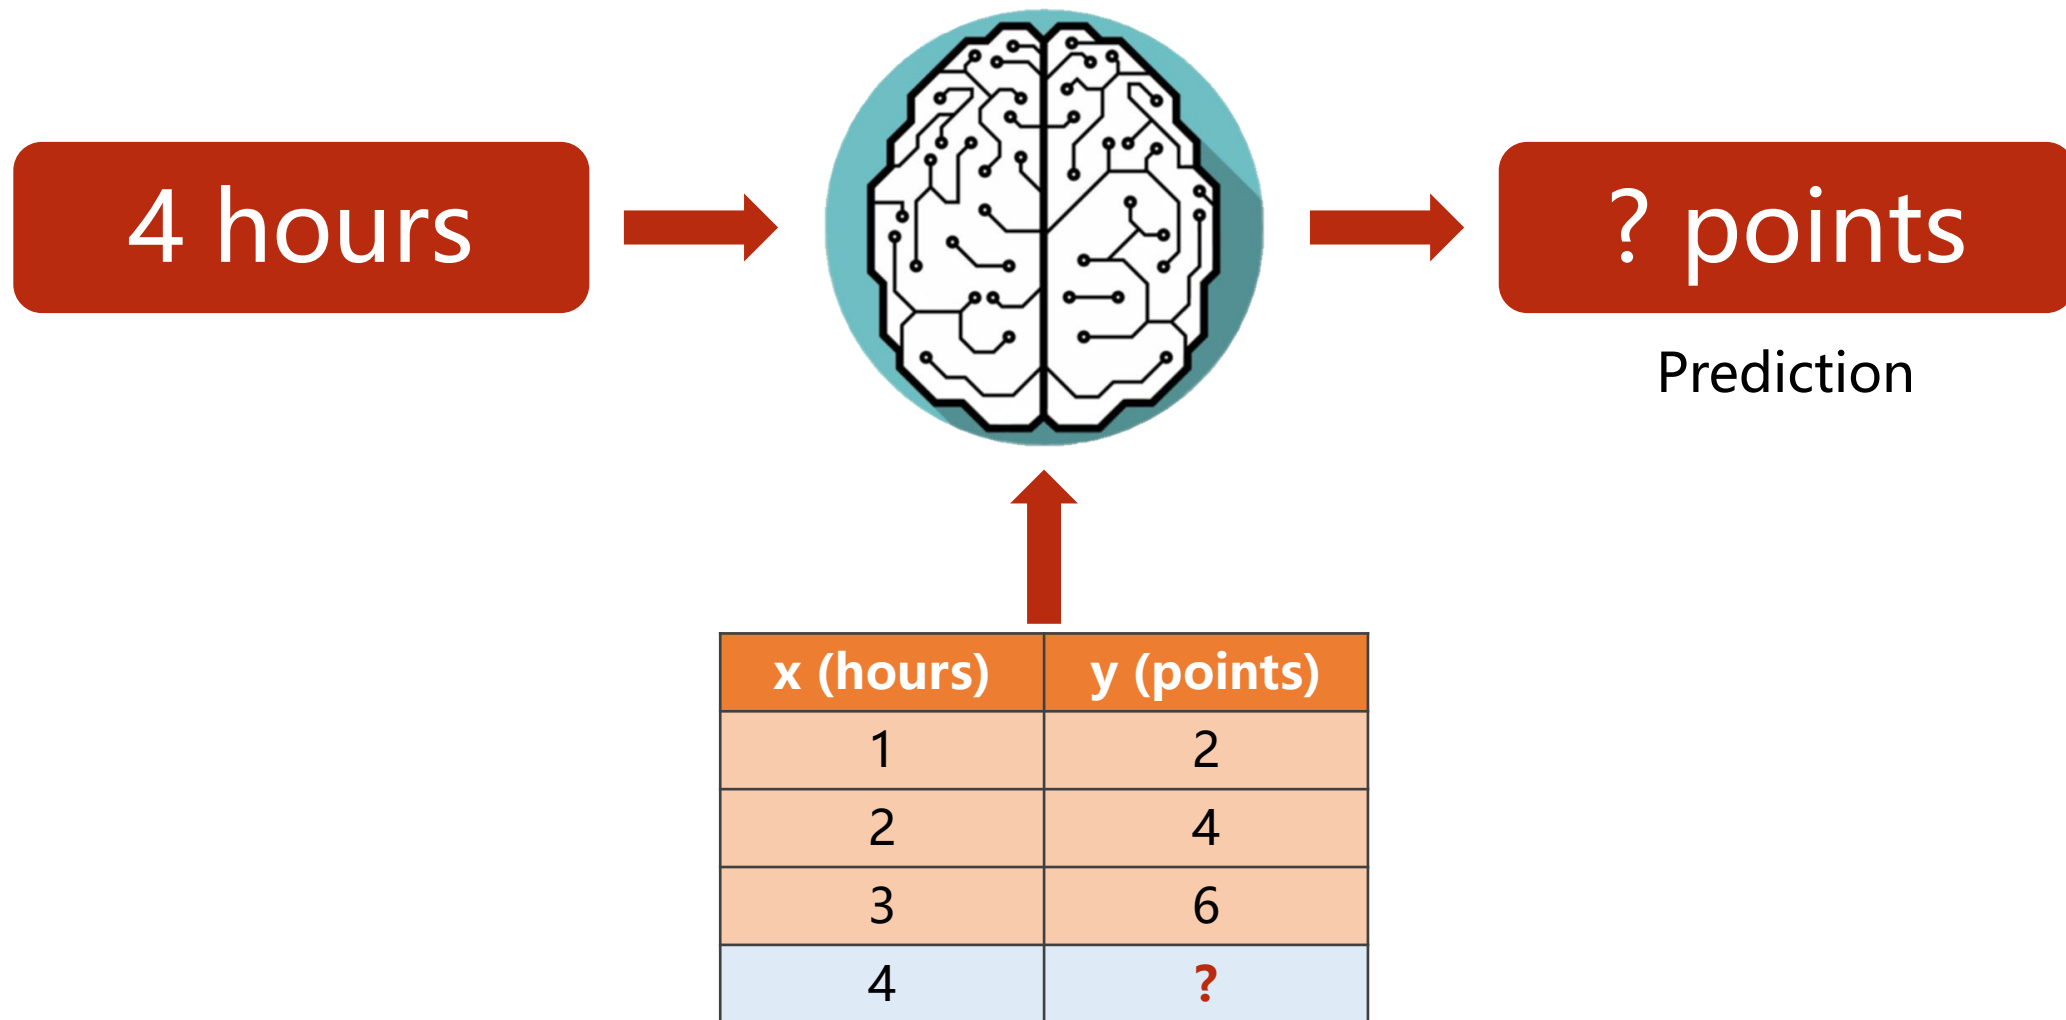 4 hours
? points
Prediction
x (hours) y (points)
1 2
2 4
3 6
4 ?